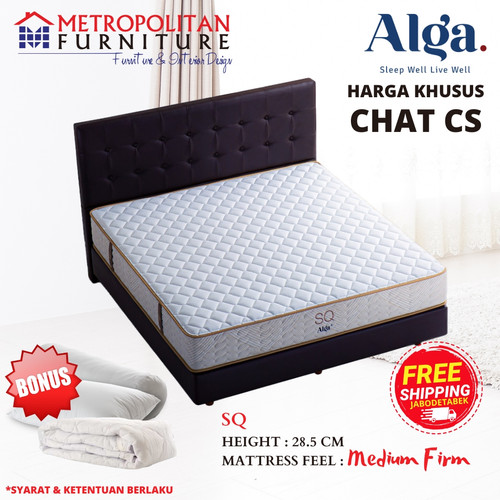 METROPOLITAN
FURNITURE
Furniture & Interior Design
Alga.
Sleep Well Live Well
HARGA KHUSUS
CHAT CS
SQ
Alga.
BONUS
FREE
SHIPPING
JABODETABEK
SQ
HEIGHT : 28.5 CM
MATTRESS FEEL : Medium Firm
*SYARAT & KETENTUAN BERLAKU